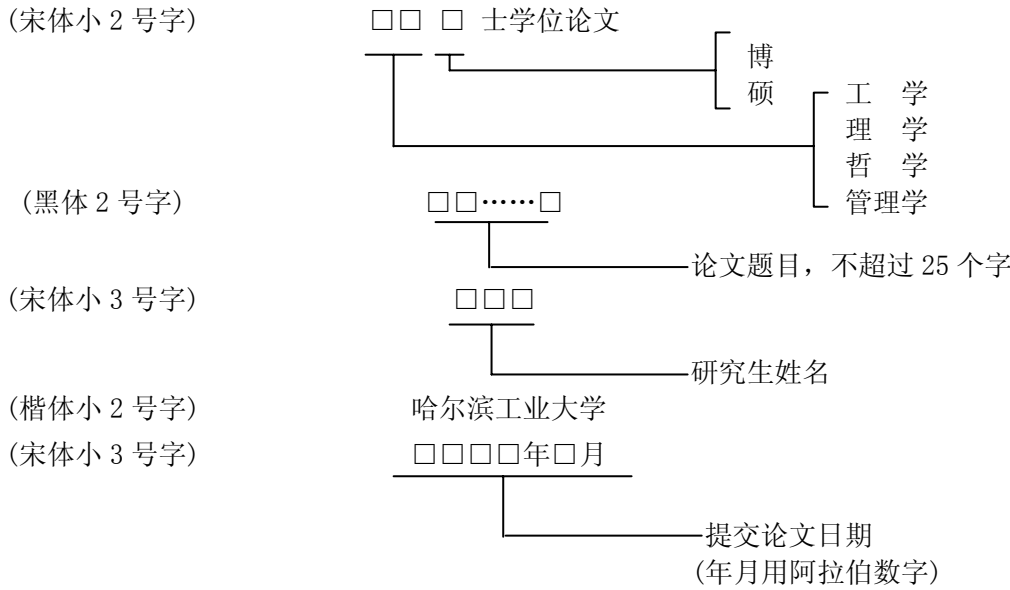 (宋体小 2 号字) □□ □ 士学位论文
博
硕
工 学
理 学
哲 学
管理学
(黑体 2 号字) □□……□
论文题目，不超过 25 个字
(宋体小 3 号字) □□□
研究生姓名
(楷体小 2 号字) 哈尔滨工业大学
(宋体小 3 号字) □□□□年□月
提交论文日期
(年月用阿拉伯数字)